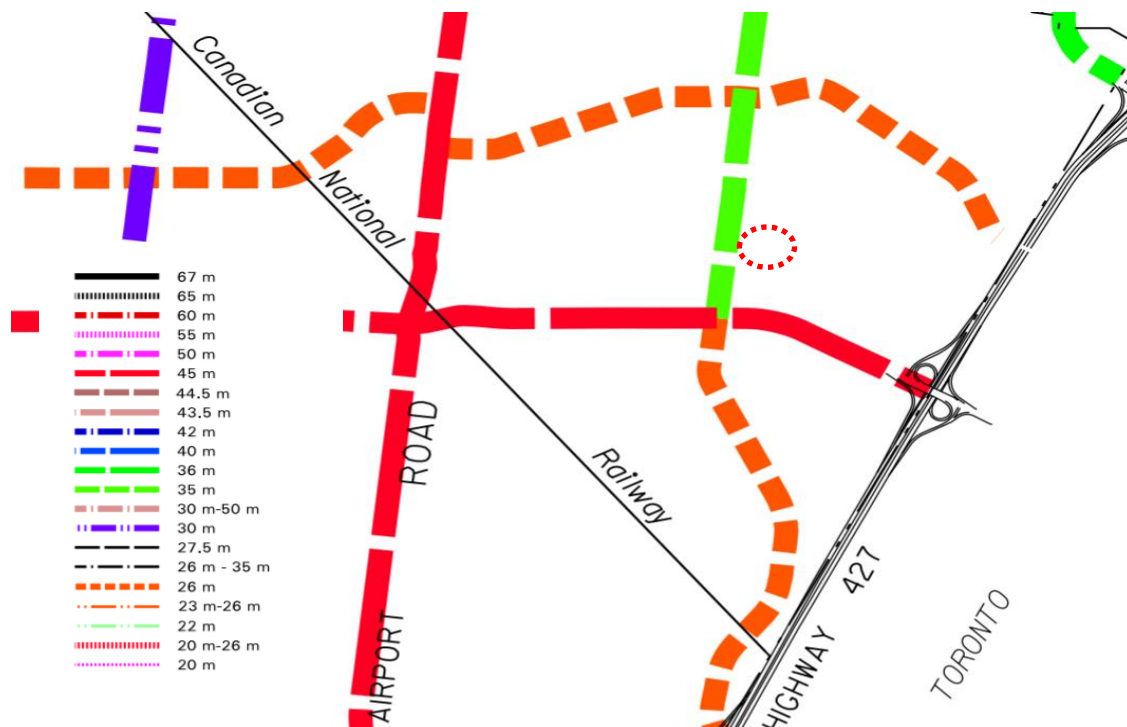 Canadian
National
67 m
65 m
60 m
55 m
50 m
45 m
44.5 m
43.5 m
42 m
40 m
36 m
35 m
30 m-50 m
30 m
27.5 m
26 m - 35 m
26 m
23 m-26 m
22 m
20 m-26 m
20 m
ROAD
Railway
AIRPORT
HIGHWAY 427
TORONTO